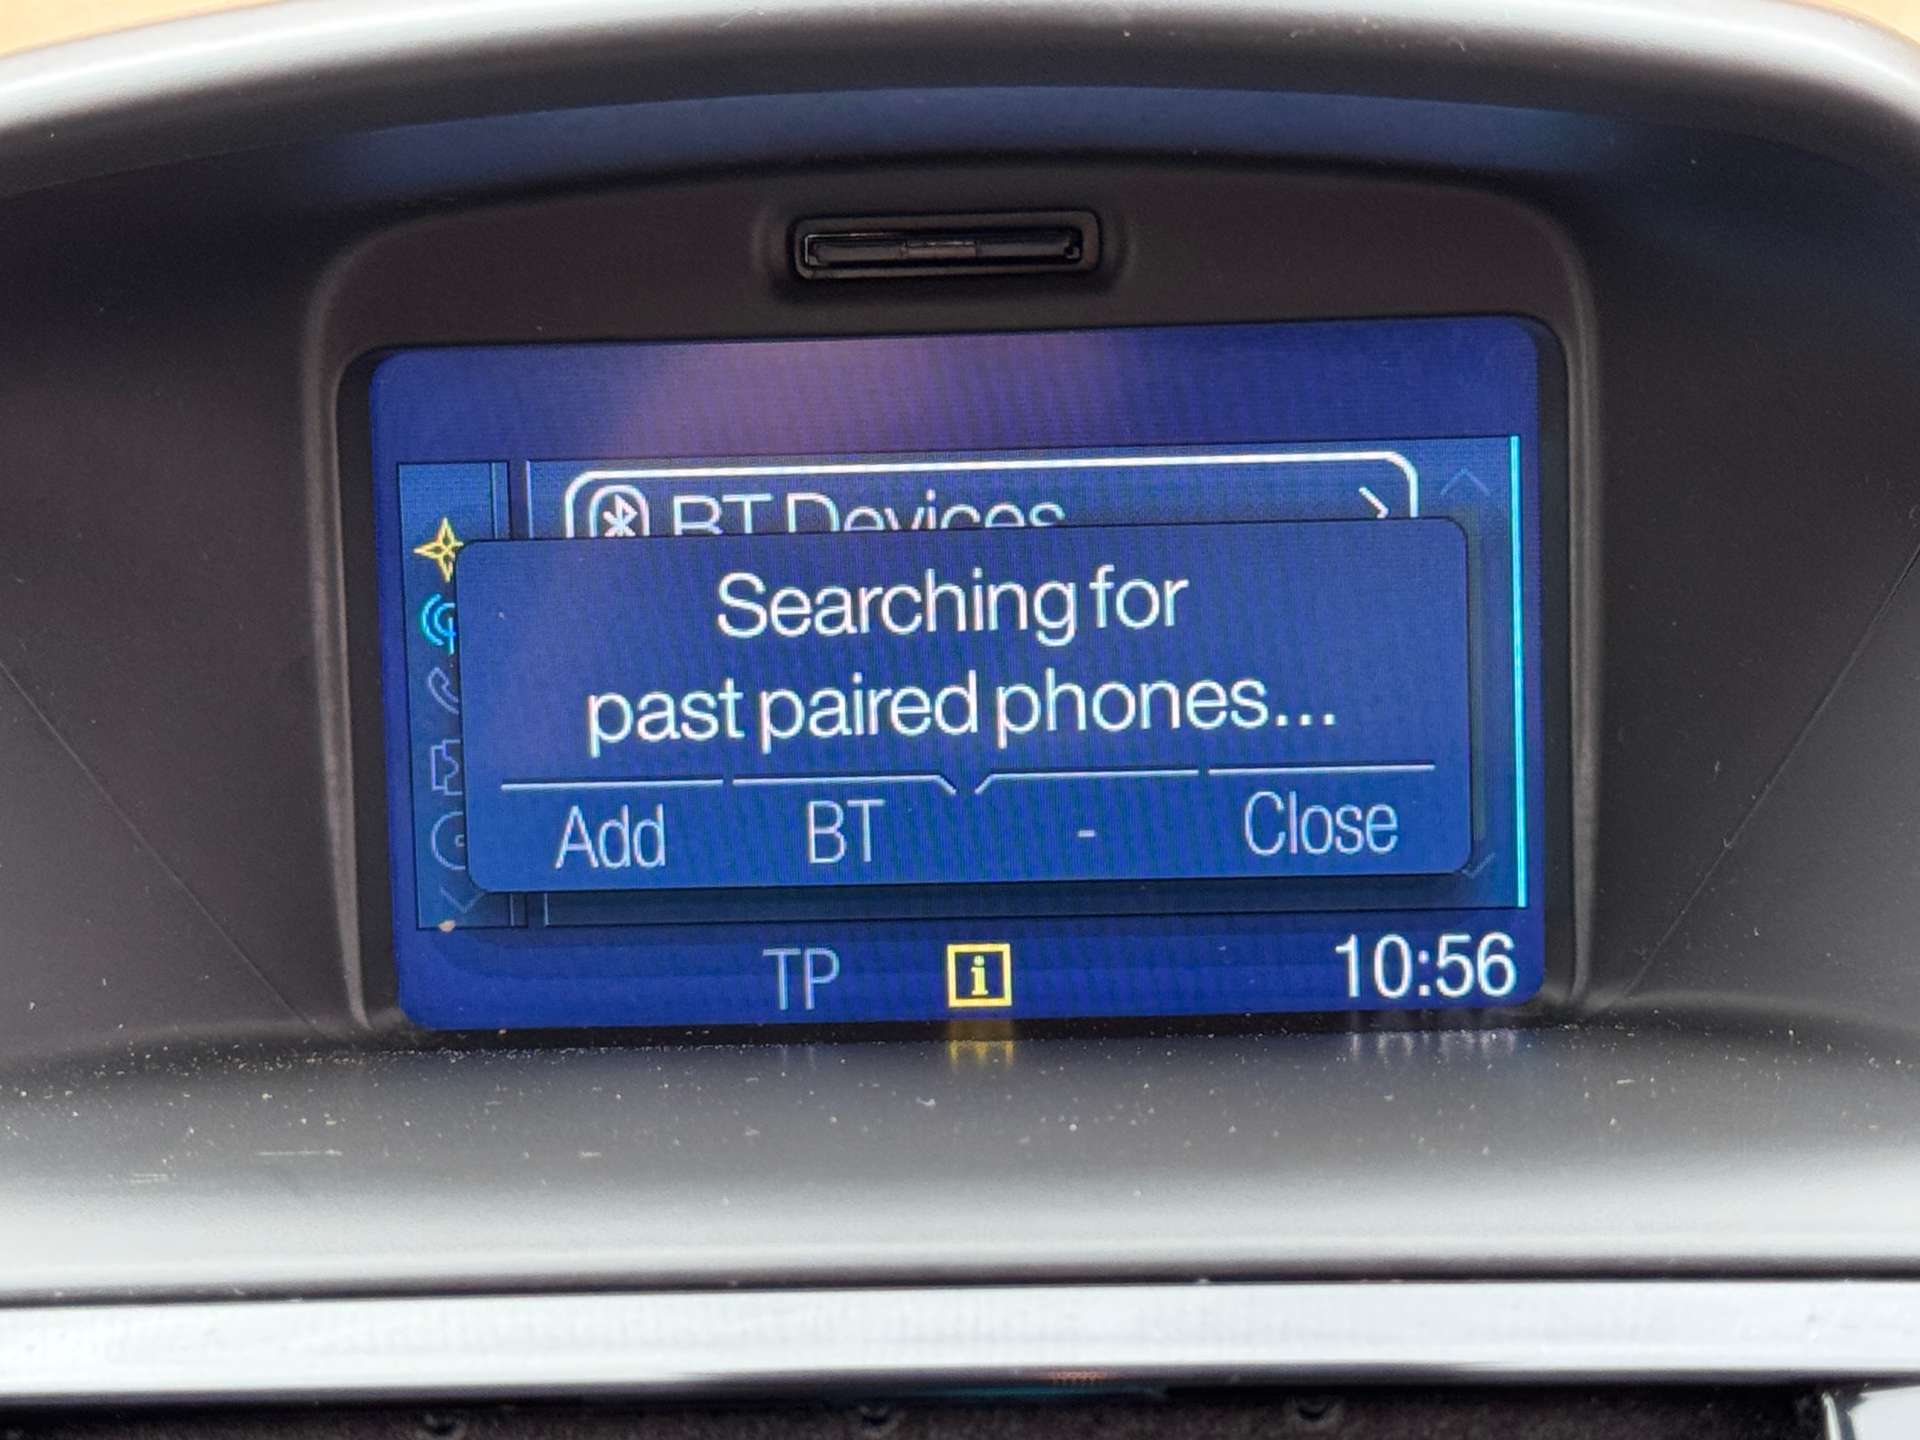 BT Devices
Searching for
past paired phones...
Add BT - Close
TP i 10:56